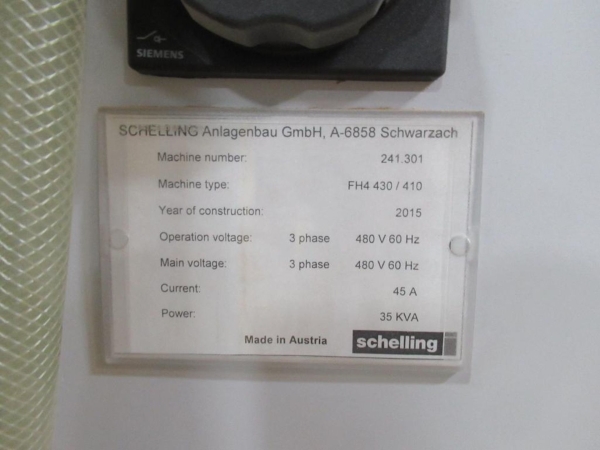 SIEMENS
SCHELLING Anlagenbau GmbH, A-6858 Schwarzach
Machine number: 241.301
Machine type: FH4 430 / 410
Year of construction: 2015
Operation voltage: 3 phase 480 V 60 Hz
Main voltage: 3 phase 480 V 60 Hz
Current: 45 A
Power: 35 KVA
Made in Austria schelling